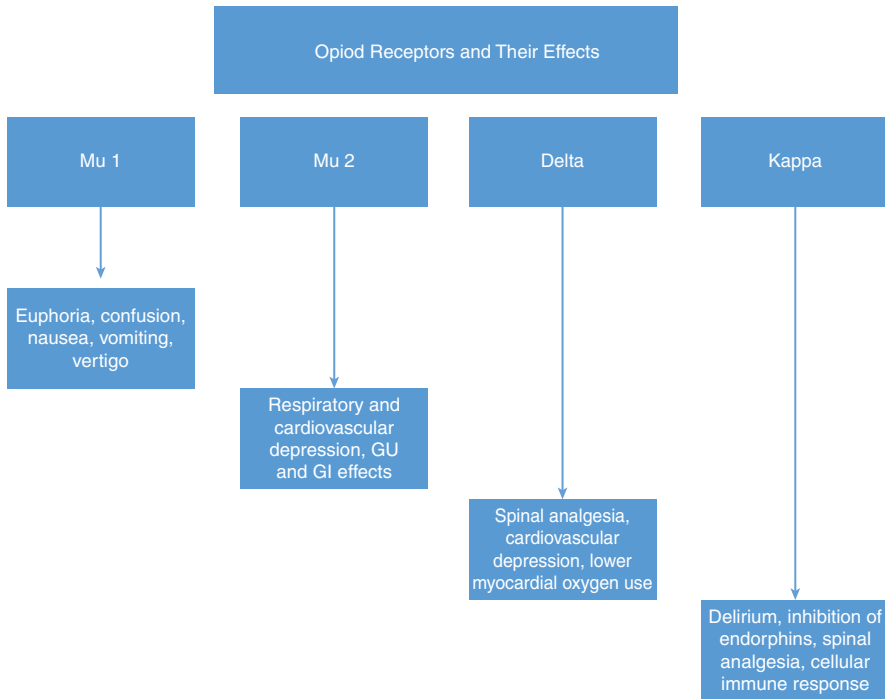 Opiod Receptors and Their Effects
Mu 1
Mu 2
Delta
Kappa
Euphoria, confusion,
nausea, vomiting,
vertigo
Respiratory and
cardiovascular
depression, GU
and GI effects
Spinal analgesia,
cardiovascular
depression, lower
myocardial oxygen use
Delirium, inhibition of
endorphins, spinal
analgesia, cellular
immune response